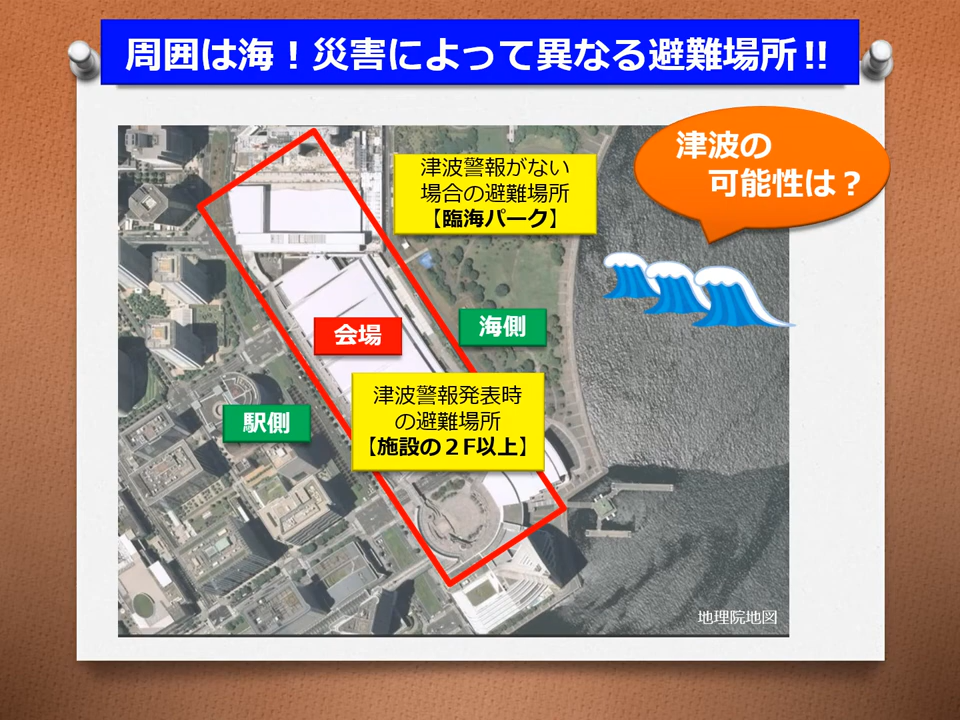 周囲は海！災害によって異なる避難場所‼
津波の
可能性は？
津波警報がない
場合の避難場所
【臨海パーク】
海側
会場
津波警報発表時
の避難場所
【施設の２F以上】
駅側
地理院地図